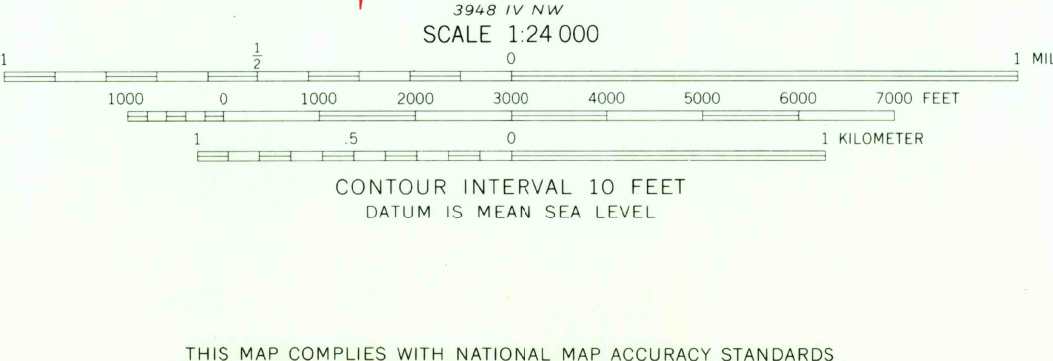 3948 IV NW
SCALE 1:24 000
1 1/2 0 1
1000 0 1000 2000 3000 4000 5000 6000 7000 FEET
1 .5 0 1 KILOMETER
CONTOUR INTERVAL 10 FEET
DATUM IS MEAN SEA LEVEL
THIS MAP COMPLIES WITH NATIONAL MAP ACCURACY STANDARDS